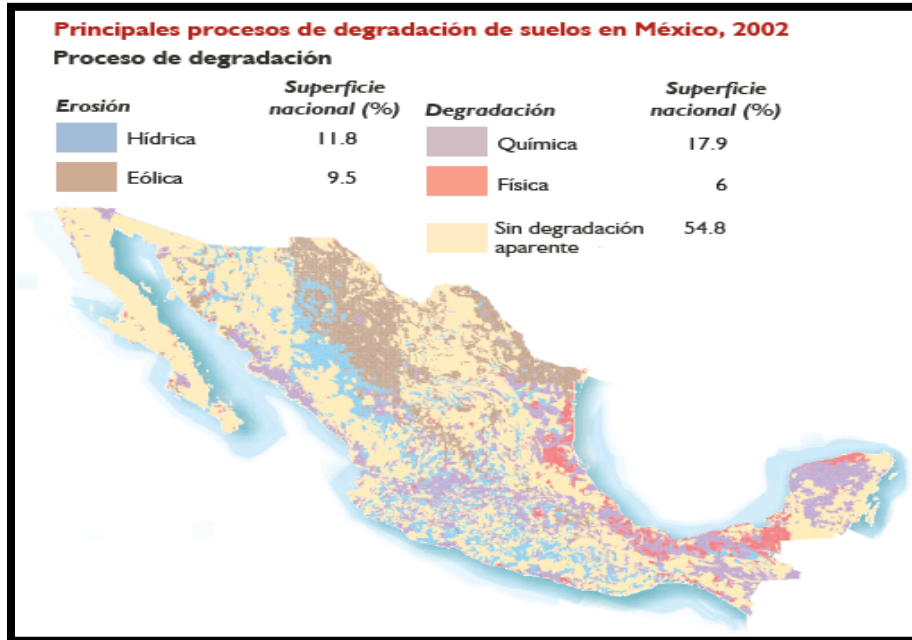 Principales procesos de degradación de suelos en México, 2002
Proceso de degradación
Erosión
Superficie
nacional (%)
Hídrica 11.8
Eólica 9.5
Degradación
Superficie
nacional (%)
Química 17.9
Física 6
Sin degradación 54.8
aparente